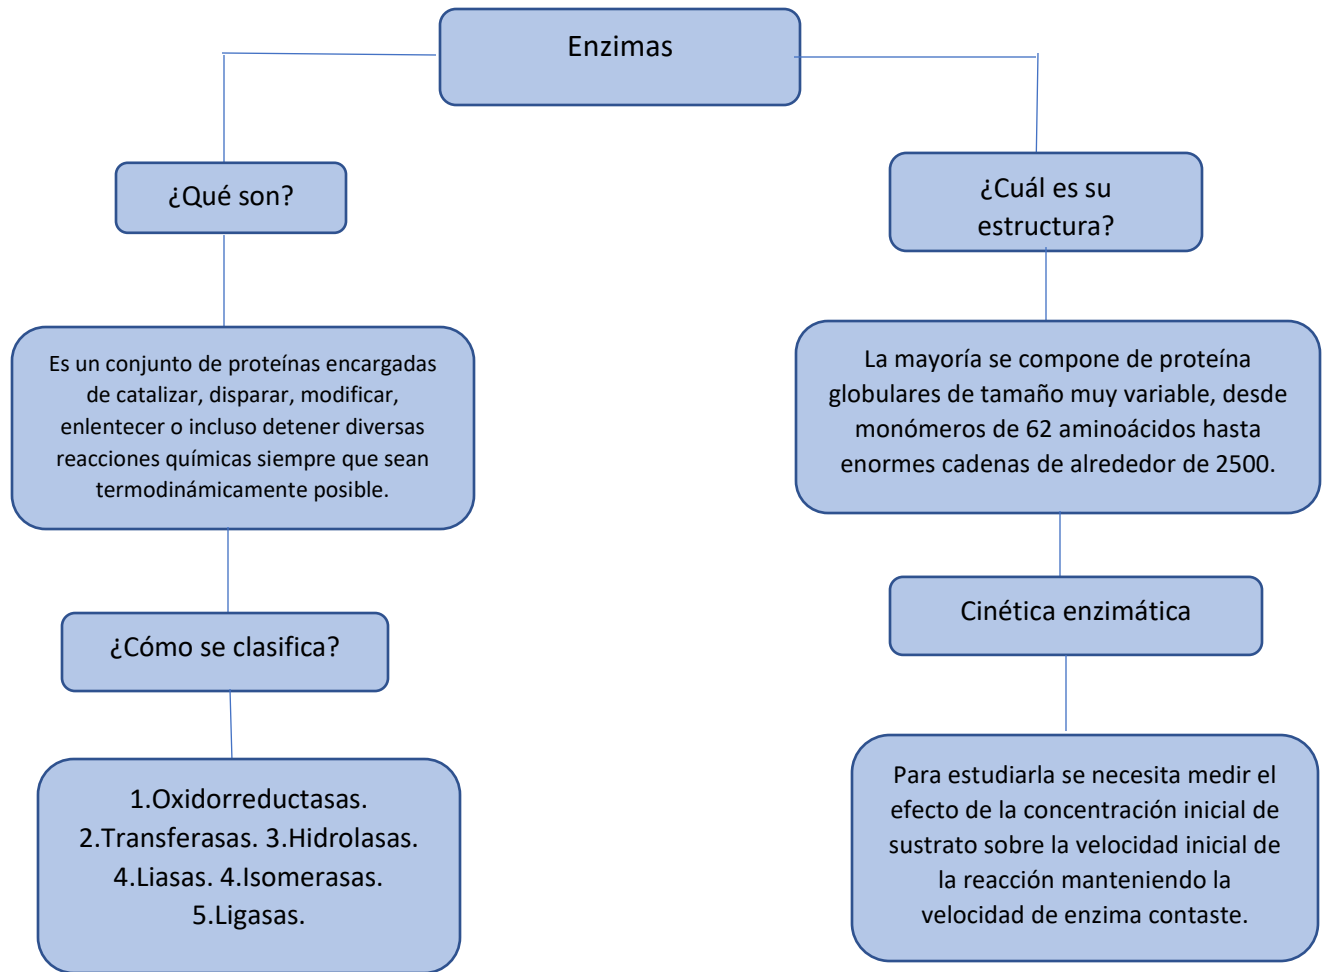 Enzimas
¿Qué son?
Es un conjunto de proteínas encargadas
de catalizar, disparar, modificar,
enlentecer o incluso detener diversas
reacciones químicas siempre que sean
termodinámicamente posible.
¿Cómo se clasifica?
1.Oxidorreductasas.
2.Transferasas. 3.Hidrolasas.
4.Liasas. 4.Isomerasas.
5.Ligasas.
¿Cuál es su
estructura?
La mayoría se compone de proteína
globulares de tamaño muy variable, desde
monómeros de 62 aminoácidos hasta
enormes cadenas de alrededor de 2500.
Cinética enzimática
Para estudiarla se necesita medir el
efecto de la concentración inicial de
sustrato sobre la velocidad inicial de
la reacción manteniendo la
velocidad de enzima contaste.